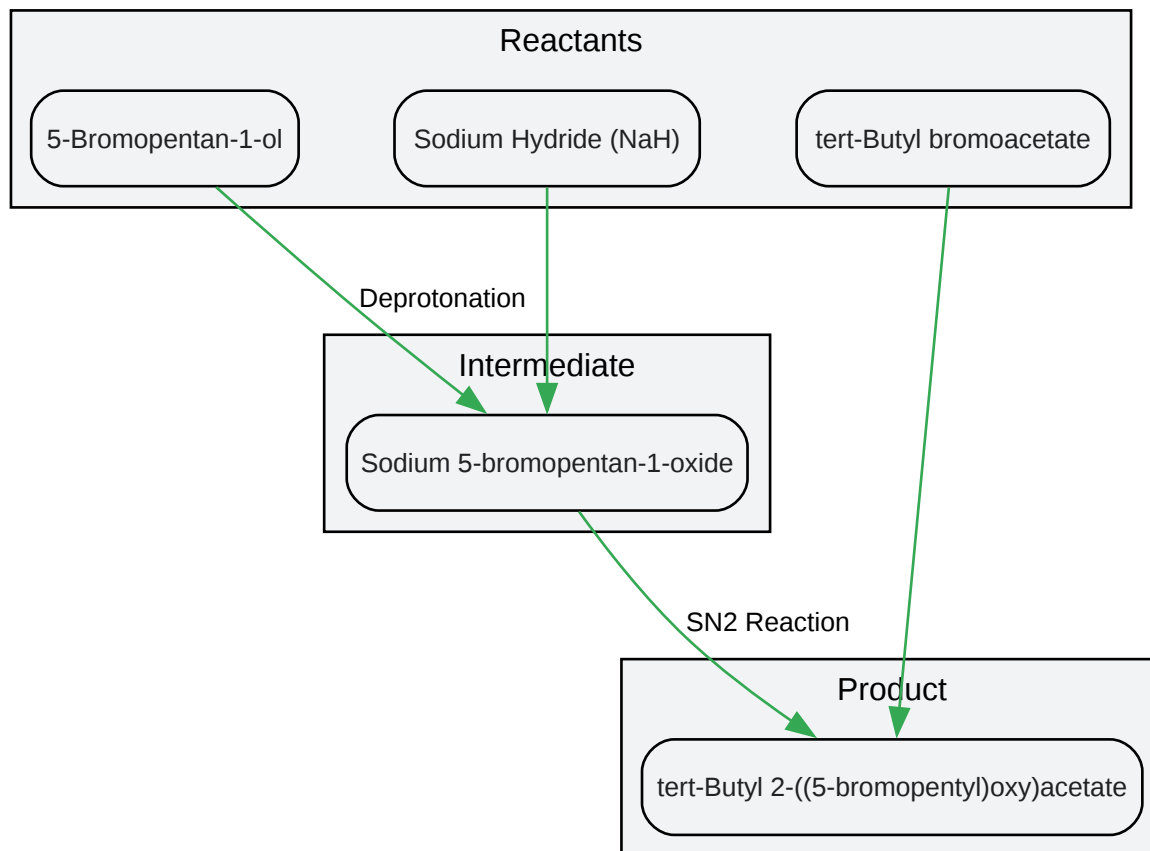 Reactants
5-Bromopentan-1-ol
Sodium Hydride (NaH)
tert-Butyl bromoacetate
Deprotonation
Intermediate
Sodium 5-bromopentan-1-oxide
SN2 Reaction
Product
tert-Butyl 2-((5-bromopentyl)oxy)acetate